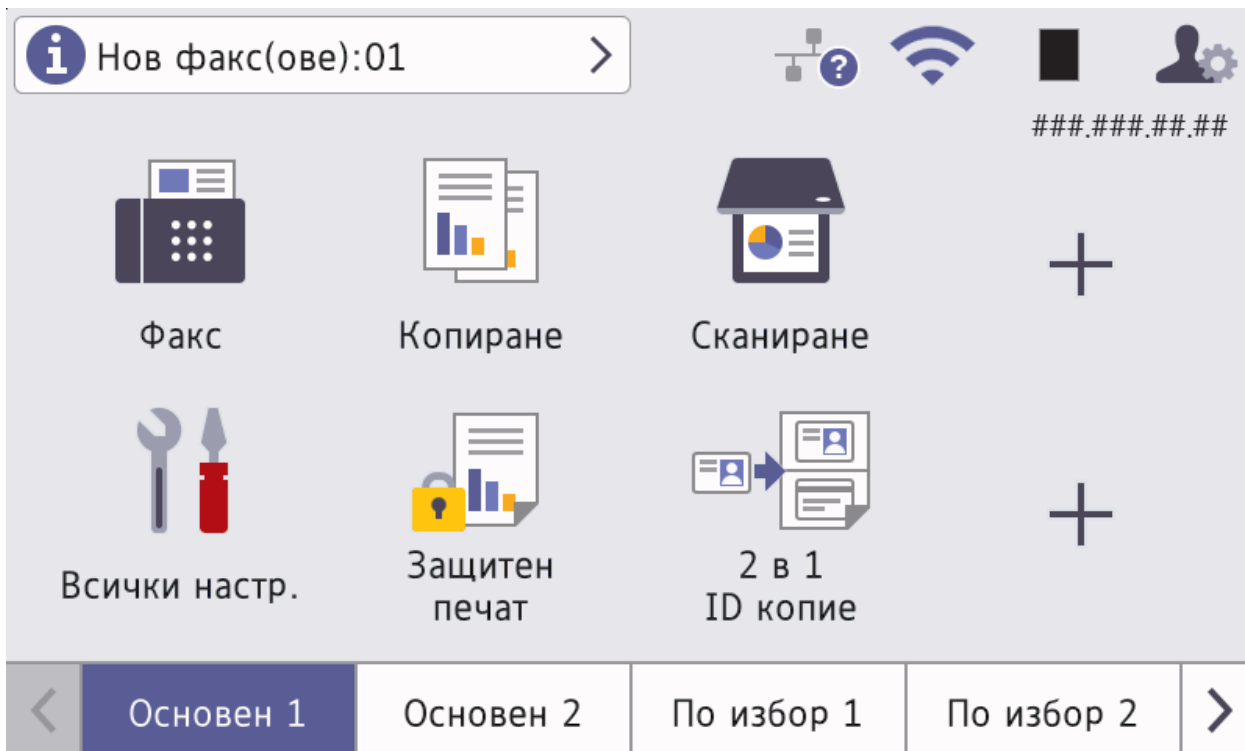 Нов факс(ове):01
###.###.##.##
Факс
Копиране
Сканиране
Всички настр.
Защитен
печат
2 в 1
ID копие
Основен 1
Основен 2
По избор 1
По избор 2